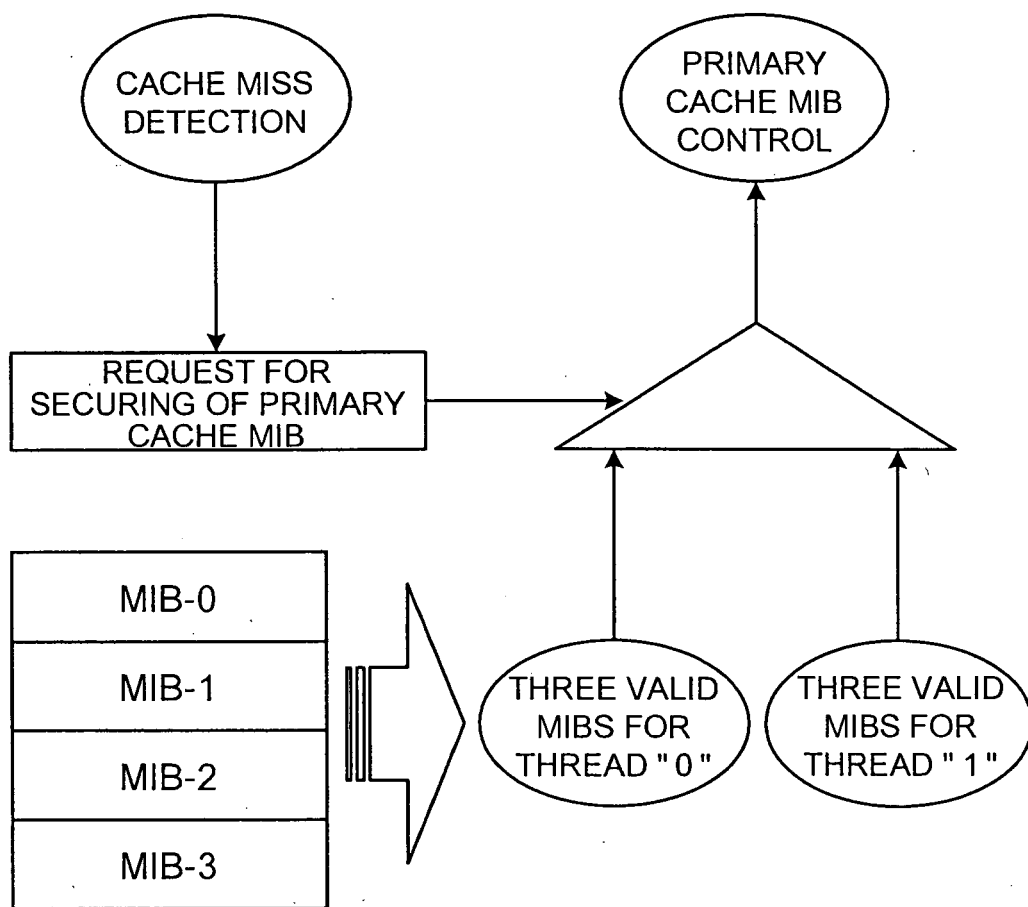 CACHE MISS
DETECTION
PRIMARY
CACHE MIB
CONTROL
REQUEST FOR
SECURING OF PRIMARY
CACHE MIB
MIB-0
MIB-1
MIB-2
MIB-3
THREE VALID
MIBS FOR
THREAD " 0 "
THREE VALID
MIBS FOR
THREAD " 1 "